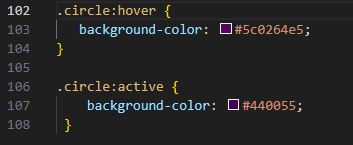 102 .circle:hover {
103 background-color: #5c0264e5;
104 }
105
106 .circle:active {
107 background-color: #440055;
108 }